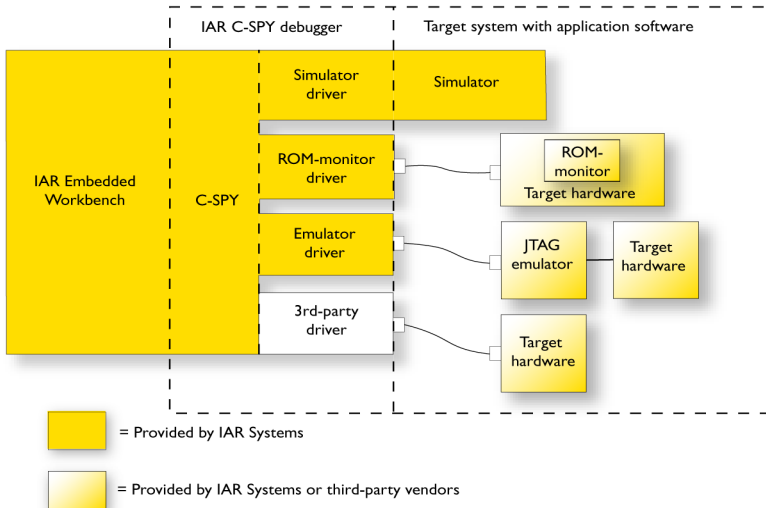 IAR C-SPY debugger
Target system with application software
Simulator
driver
Simulator
ROM-monitor
driver
ROM-
monitor
Target hardware
IAR Embedded
Workbench
C-SPY
Emulator
driver
JTAG
emulator
Target
hardware
3rd-party
driver
Target
hardware
= Provided by IAR Systems
= Provided by IAR Systems or third-party vendors